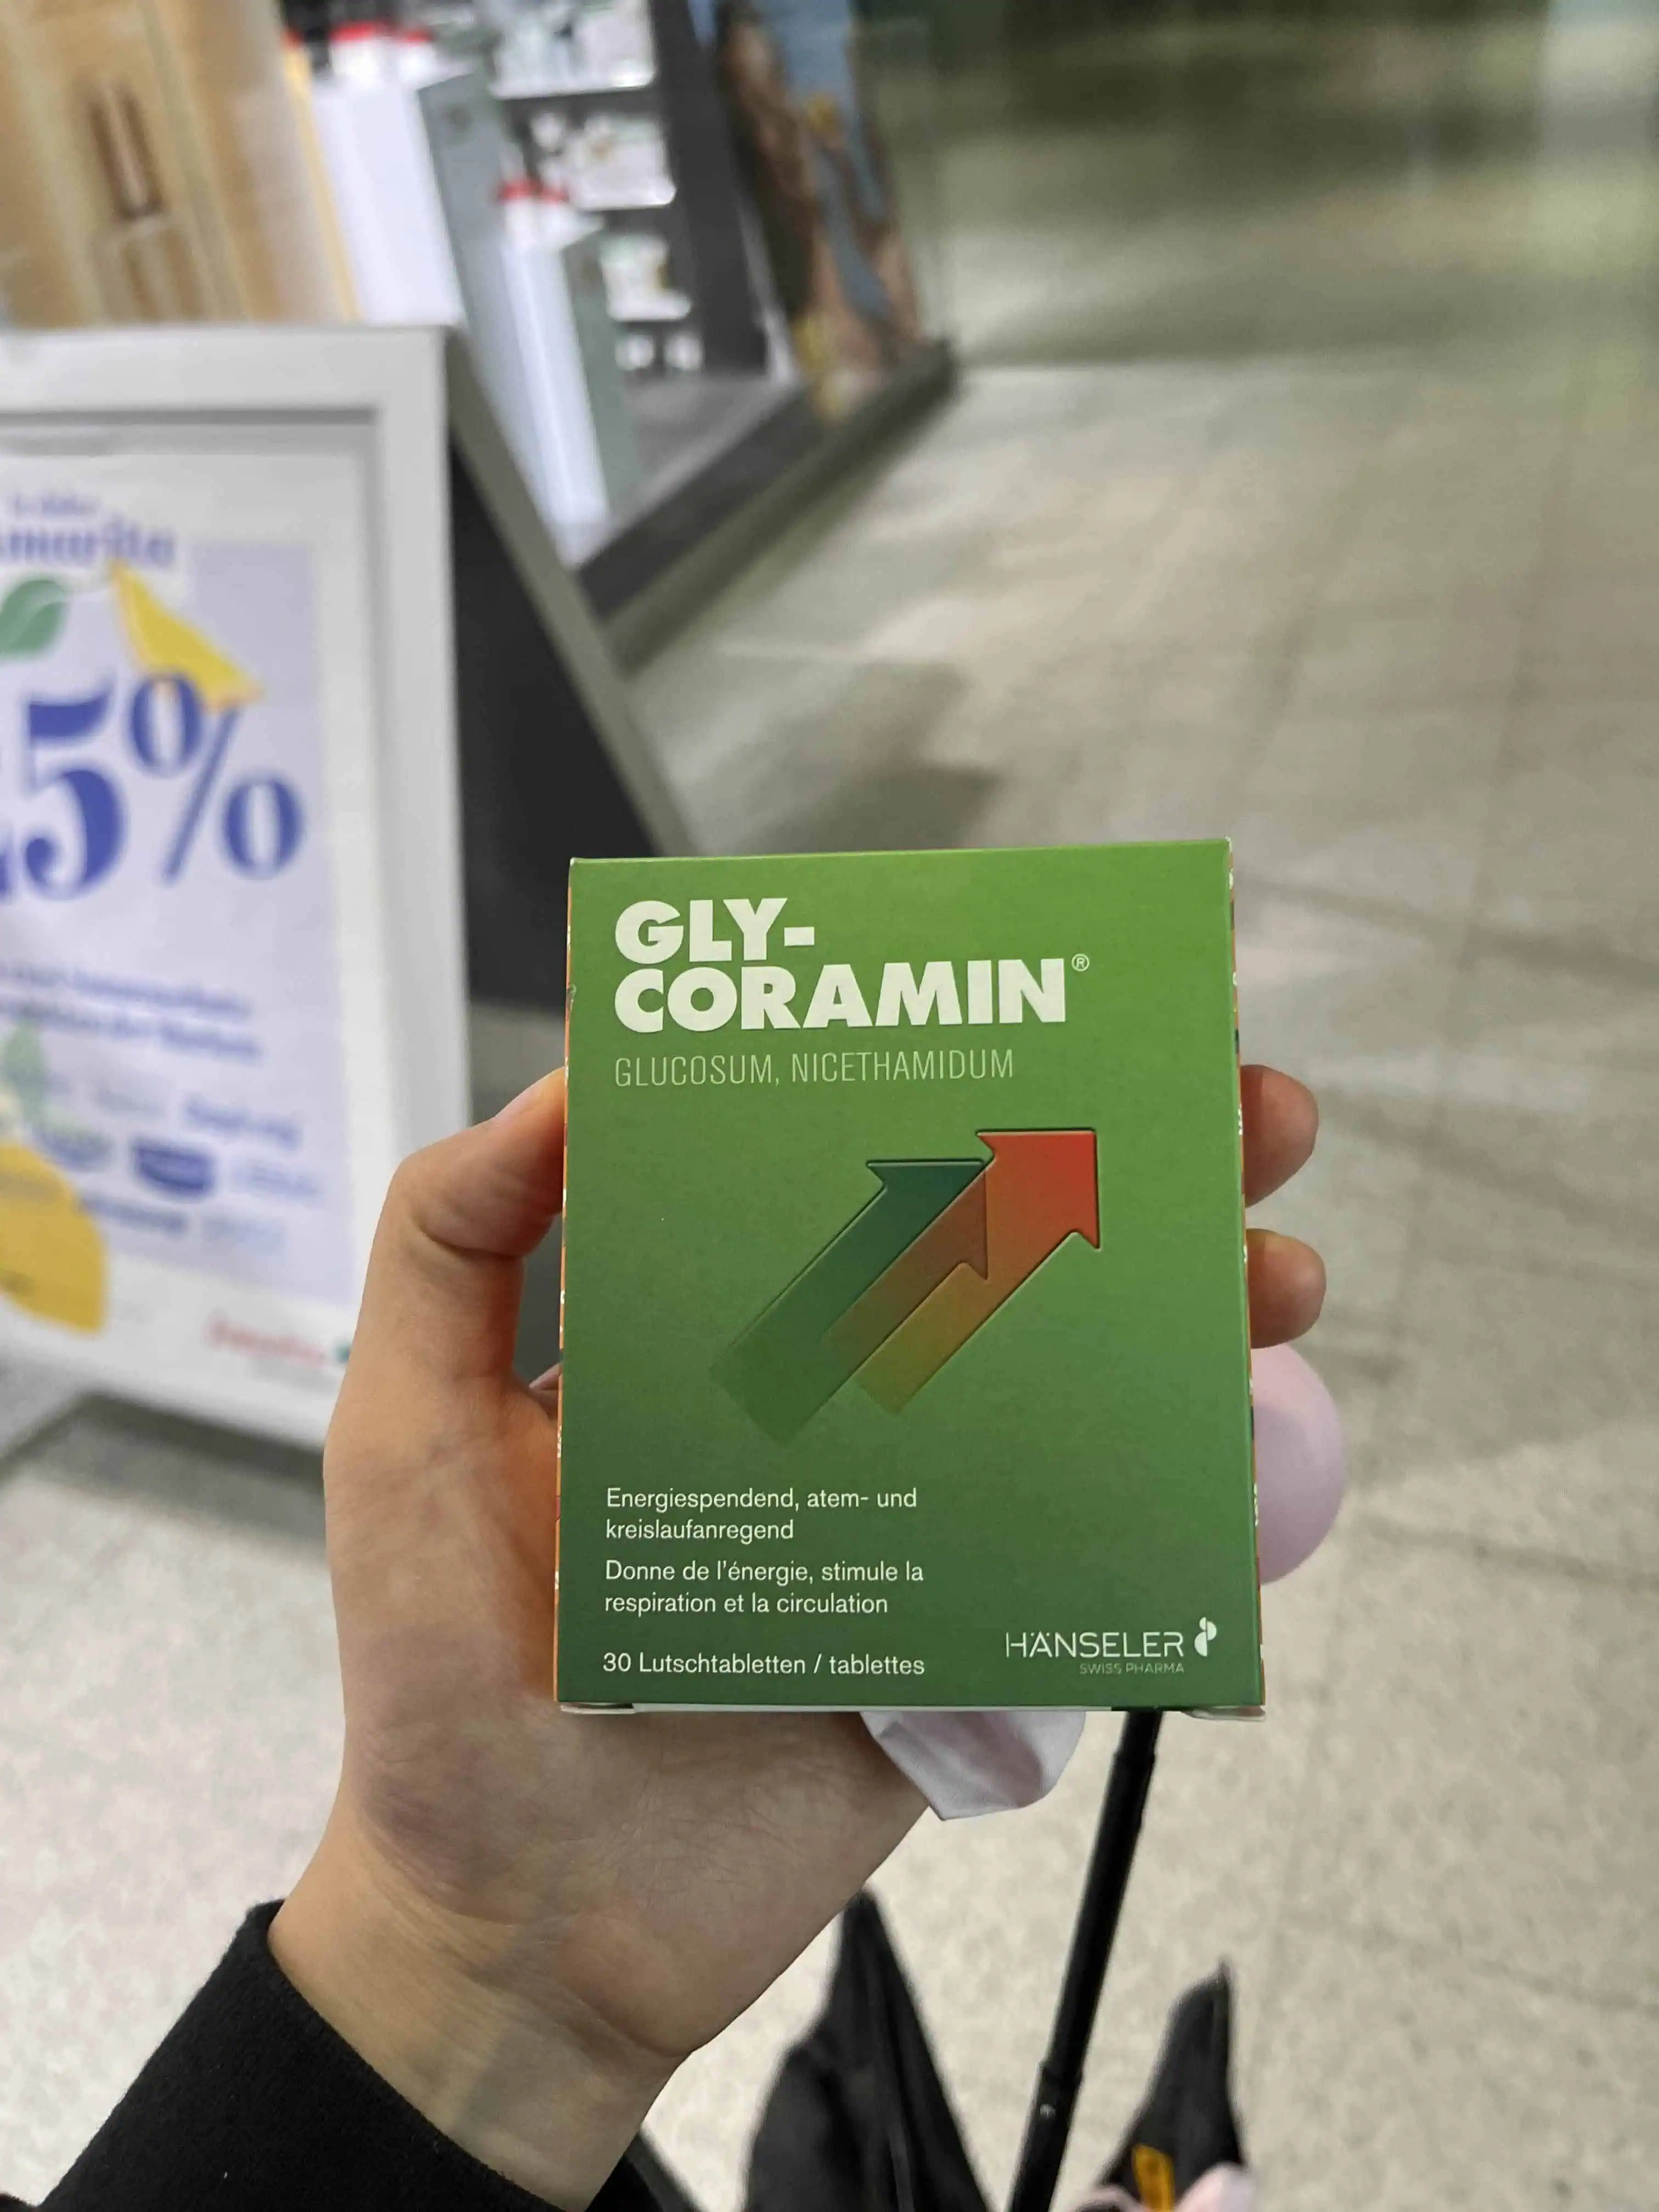 5%
GLY-
CORAMIN®
GLUCOSUM, NICETHAMIDUM
Energiespendend, atem- und
kreislaufanregend
Donne de l'énergie, stimule la
respiration et la circulation
30 Lutschtabletten / tablettes
HÄNSELER
SWISS PHARMA